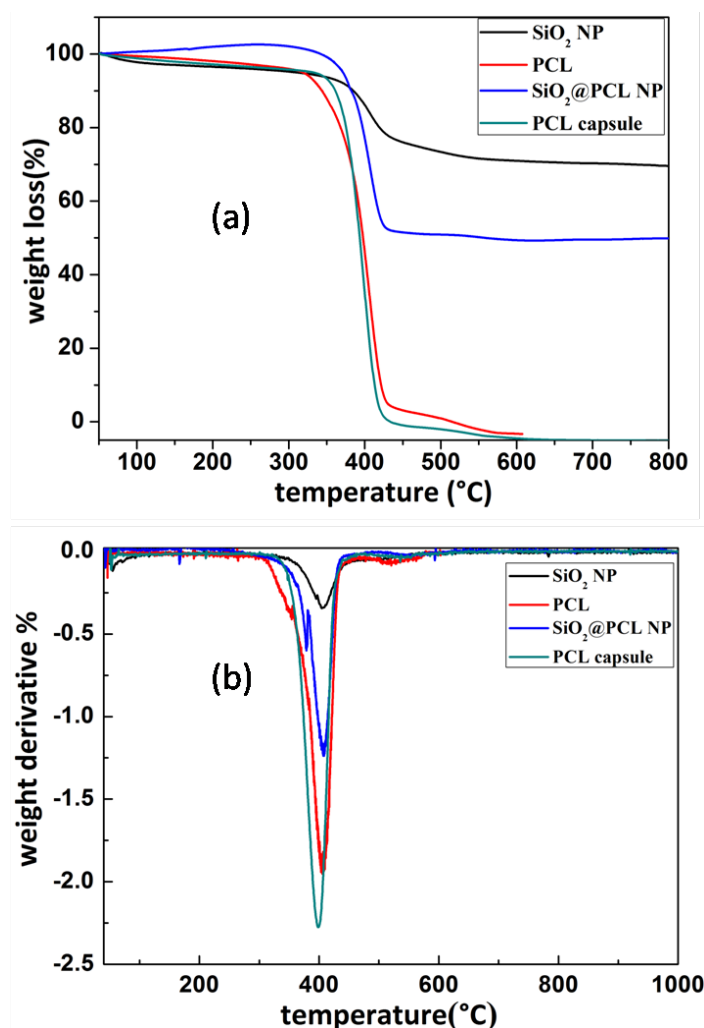 100
80
60
40
20
0
weight loss(%)
(a)
SiO2 NP
PCL
SiO2@PCL NP
PCL capsule
100 200 300 400 500 600 700 800
temperature (°C)
0.0
-0.5
-1.0
-1.5
-2.0
-2.5
weight derivative %
(b)
SiO2 NP
PCL
SiO2@PCL NP
PCL capsule
200 400 600 800 1000
temperature(°C)